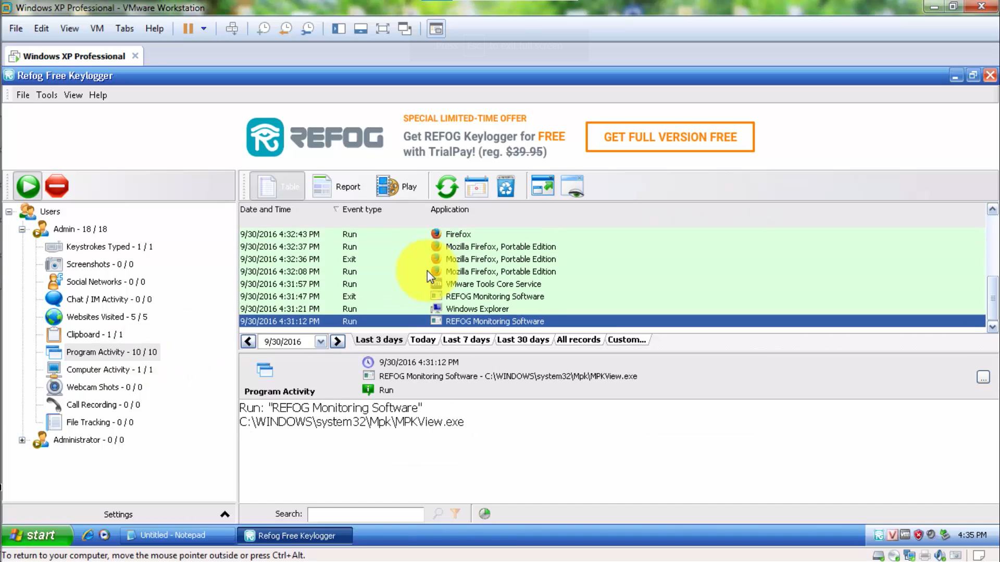 Windows XP Professional - VMware Workstation
File Edit View VM Tabs Help
Press Esc to exit full screen
Windows XP Professional
Refog Free Keylogger
File Tools View Help
REFOG
SPECIAL LIMITED-TIME OFFER
Get REFOG Keylogger for FREE
with TrialPay! (reg. $39.95)
GET FULL VERSION FREE
Table Report Play
Users
Admin - 18 / 18
Keystrokes Typed - 1 / 1
Screenshots - 0 / 0
Social Networks - 0 / 0
Chat / IM Activity - 0 / 0
Websites Visited - 5 / 5
Clipboard - 1 / 1
Program Activity - 10 / 10
Computer Activity - 1 / 1
Webcam Shots - 0 / 0
Call Recording - 0 / 0
File Tracking - 0 / 0
Administrator - 0 / 0
Settings
Date and Time Event type Application
9/30/2016 4:32:43 PM Run Firefox
9/30/2016 4:32:37 PM Run Mozilla Firefox, Portable Edition
9/30/2016 4:32:36 PM Exit Mozilla Firefox, Portable Edition
9/30/2016 4:32:08 PM Run Mozilla Firefox, Portable Edition
9/30/2016 4:31:57 PM Run VMware Tools Core Service
9/30/2016 4:31:47 PM Exit REFOG Monitoring Software
9/30/2016 4:31:21 PM Run Windows Explorer
9/30/2016 4:31:12 PM Run REFOG Monitoring Software
9/30/2016 Last 3 days Today Last 7 days Last 30 days All records Custom...
Program Activity
9/30/2016 4:31:12 PM
REFOG Monitoring Software - C:\WINDOWS\system32\Mpk\MPKView.exe
...
Run
Run: "REFOG Monitoring Software"
C:\WINDOWS\system32\Mpk\MPKView.exe
Search:
start Untitled - Notepad Refog Free Keylogger 4:35 PM
To return to your computer, move the mouse pointer outside or press Ctrl+Alt.